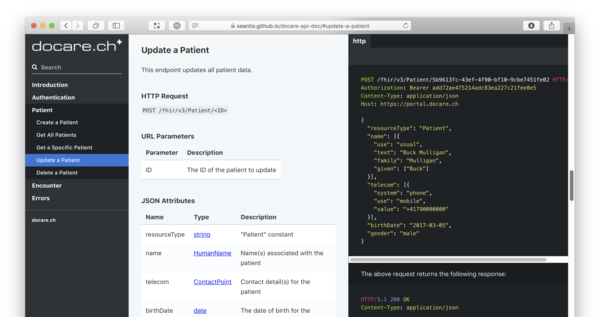 seantis.github.io/docare-api-doc/#update-a-patient
docare.ch
Search
Introduction
Authentication
Patient
Create a Patient
Get All Patients
Get a Specific Patient
Update a Patient
Delete a Patient
Encounter
Errors
docare.ch
Update a Patient
This endpoint updates all patient data.
HTTP Request
POST /fhir/v3/Patient/<ID>
URL Parameters
Parameter Description
ID The ID of the patient to update
JSON Attributes
Name Type Description
resourceType string "Patient" constant
name HumanName Name(s) associated with the
patient
telecom ContactPoint Contact detail(s) for the
patient
birthDate date The date of birth for the
http
POST /fhir/v3/Patient/5b9613fc-43ef-4f90-bf10-9cbe7451fe02 HTTP/
Authorization: Bearer add72ae475214adc83ea227c21fee0e5
Content-Type: application/json
Host: https://portal.docare.ch
{
"resourceType": "Patient",
"name": [{
"use": "usual",
"text": "Buck Mulligan",
"family": "Mulligan",
"given": ["Buck"]
}],
"telecom": [{
"system": "phone",
"use": "mobile",
"value": "+41790000000"
}],
"birthDate": "2017-03-05",
"gender": "male"
}
The above request returns the following response:
HTTP/1.1 200 OK
Content-Type: application/json